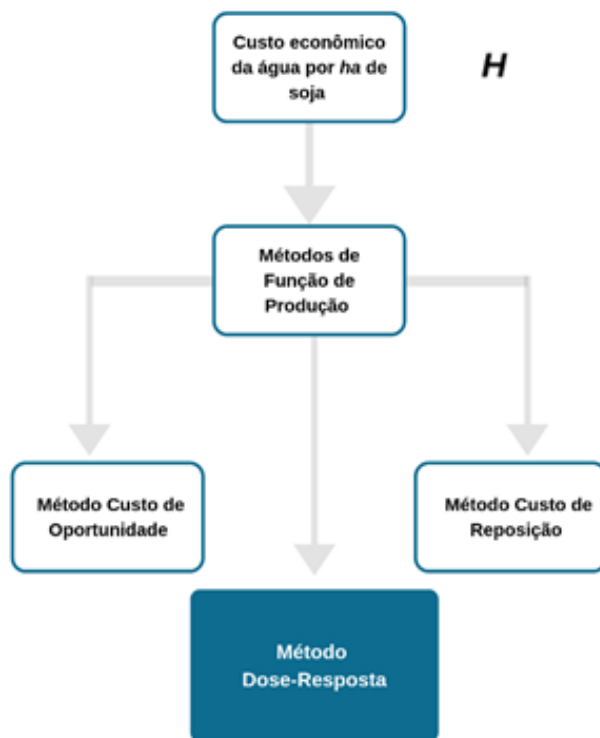 Custo econômico
da água por ha de
soja
H
Métodos de
Função de
Produção
Método Custo de
Oportunidade
Método Custo de
Reposição
Método
Dose-Resposta